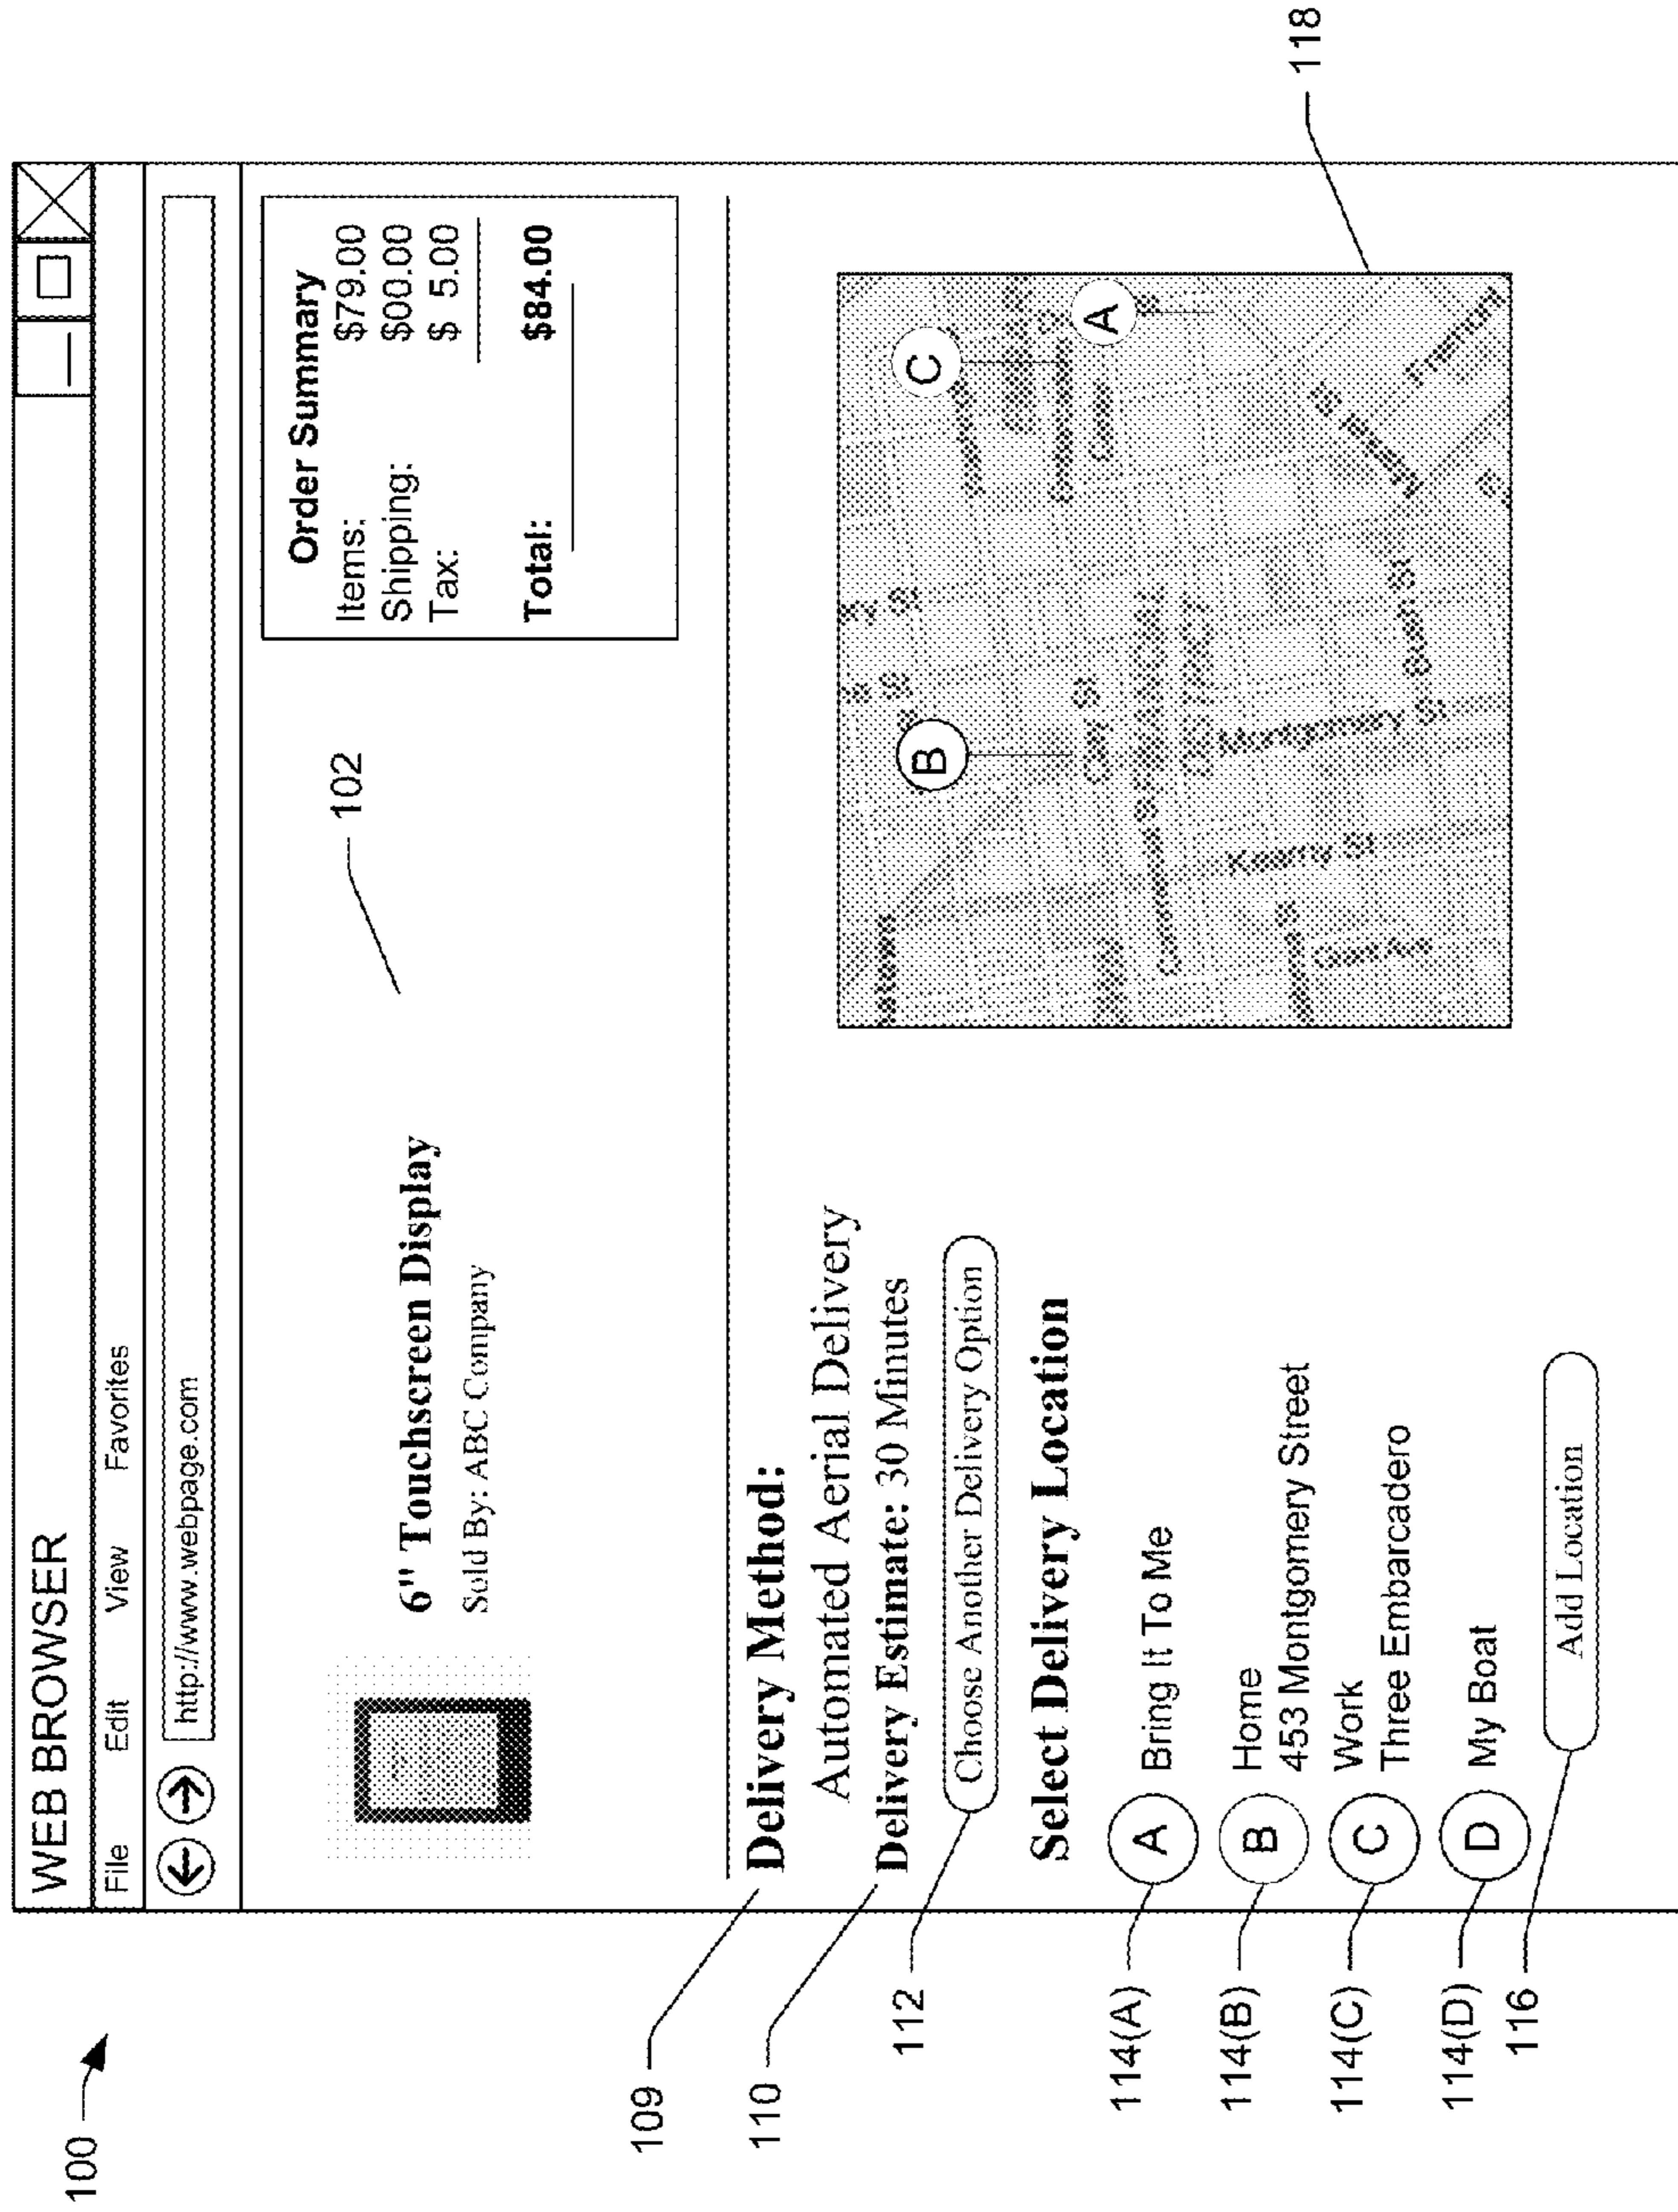 100
WEB BROWSER
File Edit View Favorites
http://www.webpage.com
6" Touchscreen Display
Sold By: ABC Company
102
Order Summary
Items: $79.00
Shipping: $00.00
Tax: $ 5.00
Total: $84.00
109
Delivery Method:
Automated Aerial Delivery
110
Delivery Estimate: 30 Minutes
112
Choose Another Delivery Option
Select Delivery Location
114(A)
A Bring It To Me
114(B)
B Home
453 Montgomery Street
114(C)
C Work
Three Embarcadero
114(D)
D My Boat
116
Add Location
118
B
C
A
Montgomery St
Kearny St
Bush St